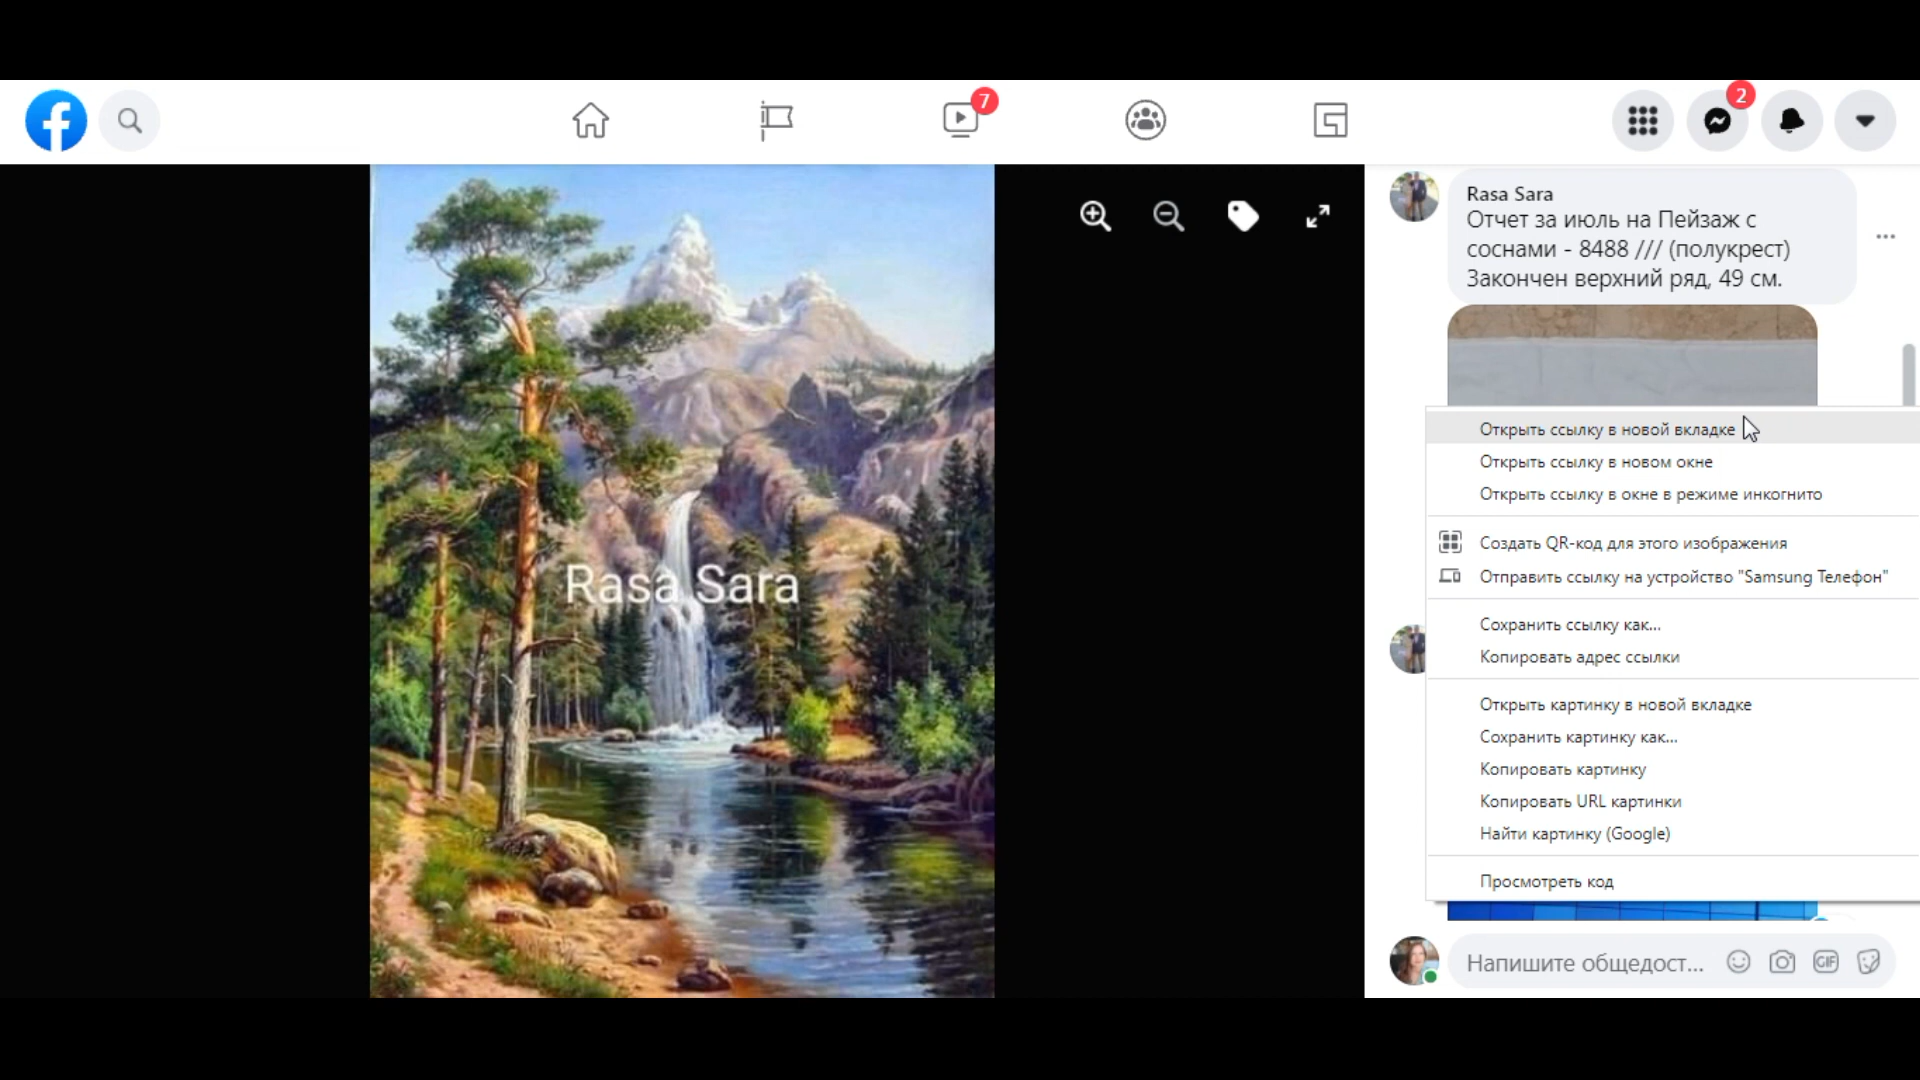 7
2
Rasa Sara
Rasa Sara
Отчет за июль на Пейзаж с
соснами - 8488 /// (полукрест)
Закончен верхний ряд, 49 см.
Открыть ссылку в новой вкладке
Открыть ссылку в новом окне
Открыть ссылку в окне в режиме инкогнито
Создать QR-код для этого изображения
Отправить ссылку на устройство "Samsung Телефон"
Сохранить ссылку как...
Копировать адрес ссылки
Открыть картинку в новой вкладке
Сохранить картинку как...
Копировать картинку
Копировать URL картинки
Найти картинку (Google)
Просмотреть код
Напишите общедост...
GIF